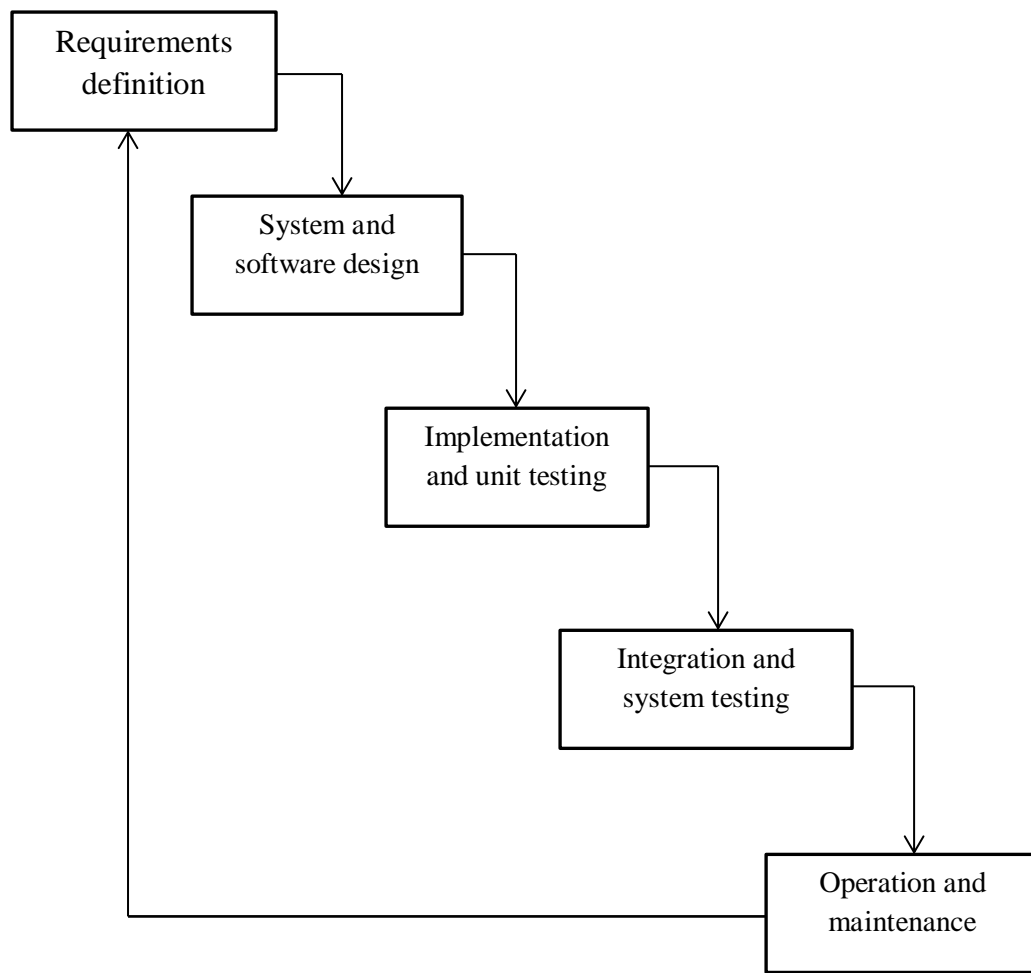 Requirements
definition
System and
software design
Implementation
and unit testing
Integration and
system testing
Operation and
maintenance